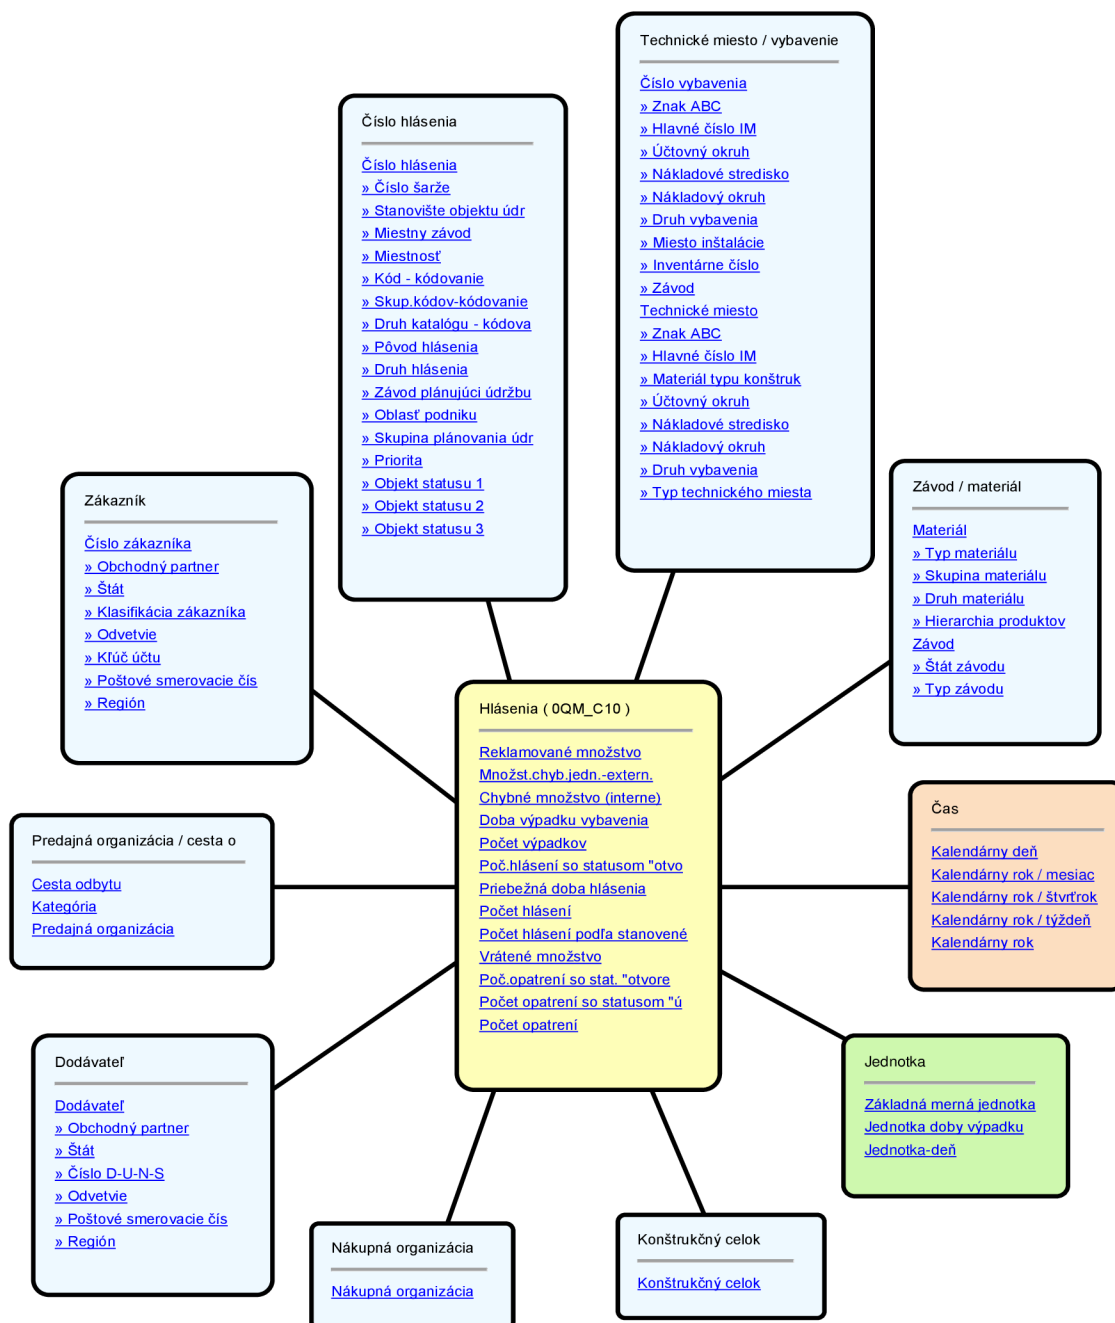 Technické miesto / vybavenie
Číslo vybavenia
» Znak ABC
» Hlavné číslo IM
» Účtovný okruh
» Nákladové stredisko
» Nákladový okruh
» Druh vybavenia
» Miesto inštalácie
» Inventárne číslo
» Závod
Technické miesto
» Znak ABC
» Hlavné číslo IM
» Materiál typu konštruk
» Účtovný okruh
» Nákladové stredisko
» Nákladový okruh
» Druh vybavenia
» Typ technického miesta
Číslo hlásenia
Číslo hlásenia
» Číslo šarže
» Stanovište objektu údr
» Miestny závod
» Miestnosť
» Kód - kódovanie
» Skup.kódov-kódovanie
» Druh katalógu - kódova
» Pôvod hlásenia
» Druh hlásenia
» Závod plánujúci údržbu
» Oblasť podniku
» Skupina plánovania údr
» Priorita
» Objekt statusu 1
» Objekt statusu 2
» Objekt statusu 3
Zákazník
Číslo zákazníka
» Obchodný partner
» Štát
» Klasifikácia zákazníka
» Odvetvie
» Kľúč účtu
» Poštové smerovacie čís
» Región
Závod / materiál
Materiál
» Typ materiálu
» Skupina materiálu
» Druh materiálu
» Hierarchia produktov
Závod
» Štát závodu
» Typ závodu
Hlásenia ( 0QM_C10 )
Reklamované množstvo
Množst.chyb.jedn.-extern.
Chybné množstvo (interne)
Doba výpadku vybavenia
Počet výpadkov
Poč.hlásení so statusom "otvo
Priebežná doba hlásenia
Počet hlásení
Počet hlásení podľa stanovené
Vrátené množstvo
Poč.opatrení so stat. "otvore
Počet opatrení so statusom "ú
Počet opatrení
Predajná organizácia / cesta o
Cesta odbytu
Kategória
Predajná organizácia
Čas
Kalendárny deň
Kalendárny rok / mesiac
Kalendárny rok / štvrťrok
Kalendárny rok / týždeň
Kalendárny rok
Dodávateľ
Dodávateľ
» Obchodný partner
» Štát
» Číslo D-U-N-S
» Odvetvie
» Poštové smerovacie čís
» Región
Jednotka
Základná merná jednotka
Jednotka doby výpadku
Jednotka-deň
Nákupná organizácia
Nákupná organizácia
Konštrukčný celok
Konštrukčný celok